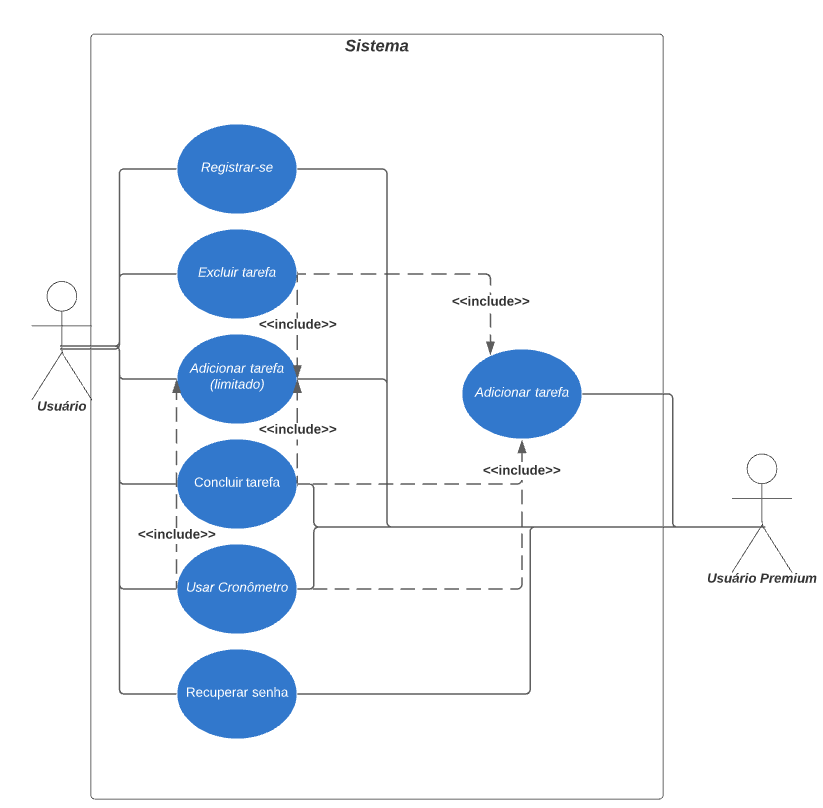 Sistema
Registrar-se
Excluir tarefa
<<include>>
<<include>>
Adicionar tarefa
(limitado)
Adicionar tarefa
Usuário
<<include>>
<<include>>
Concluir tarefa
<<include>>
Usar Cronômetro
Usuário Premium
Recuperar senha